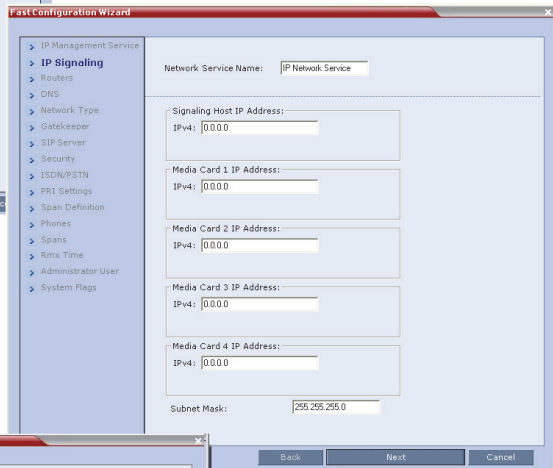 Fast Configuration Wizard
IP Management Service
IP Signaling
Routers
DNS
Network Type
Gatekeeper
SIP Server
Security
ISDN/PSTN
PRI Settings
Span Definition
Phones
Spans
Rmx Time
Administrator User
System Flags
Network Service Name: IP Network Service
Signaling Host IP Address:
IPv4: 0.0.0.0
Media Card 1 IP Address:
IPv4: 0.0.0.0
Media Card 2 IP Address:
IPv4: 0.0.0.0
Media Card 3 IP Address:
IPv4: 0.0.0.0
Media Card 4 IP Address:
IPv4: 0.0.0.0
Subnet Mask: 255.255.255.0
Back Next Cancel